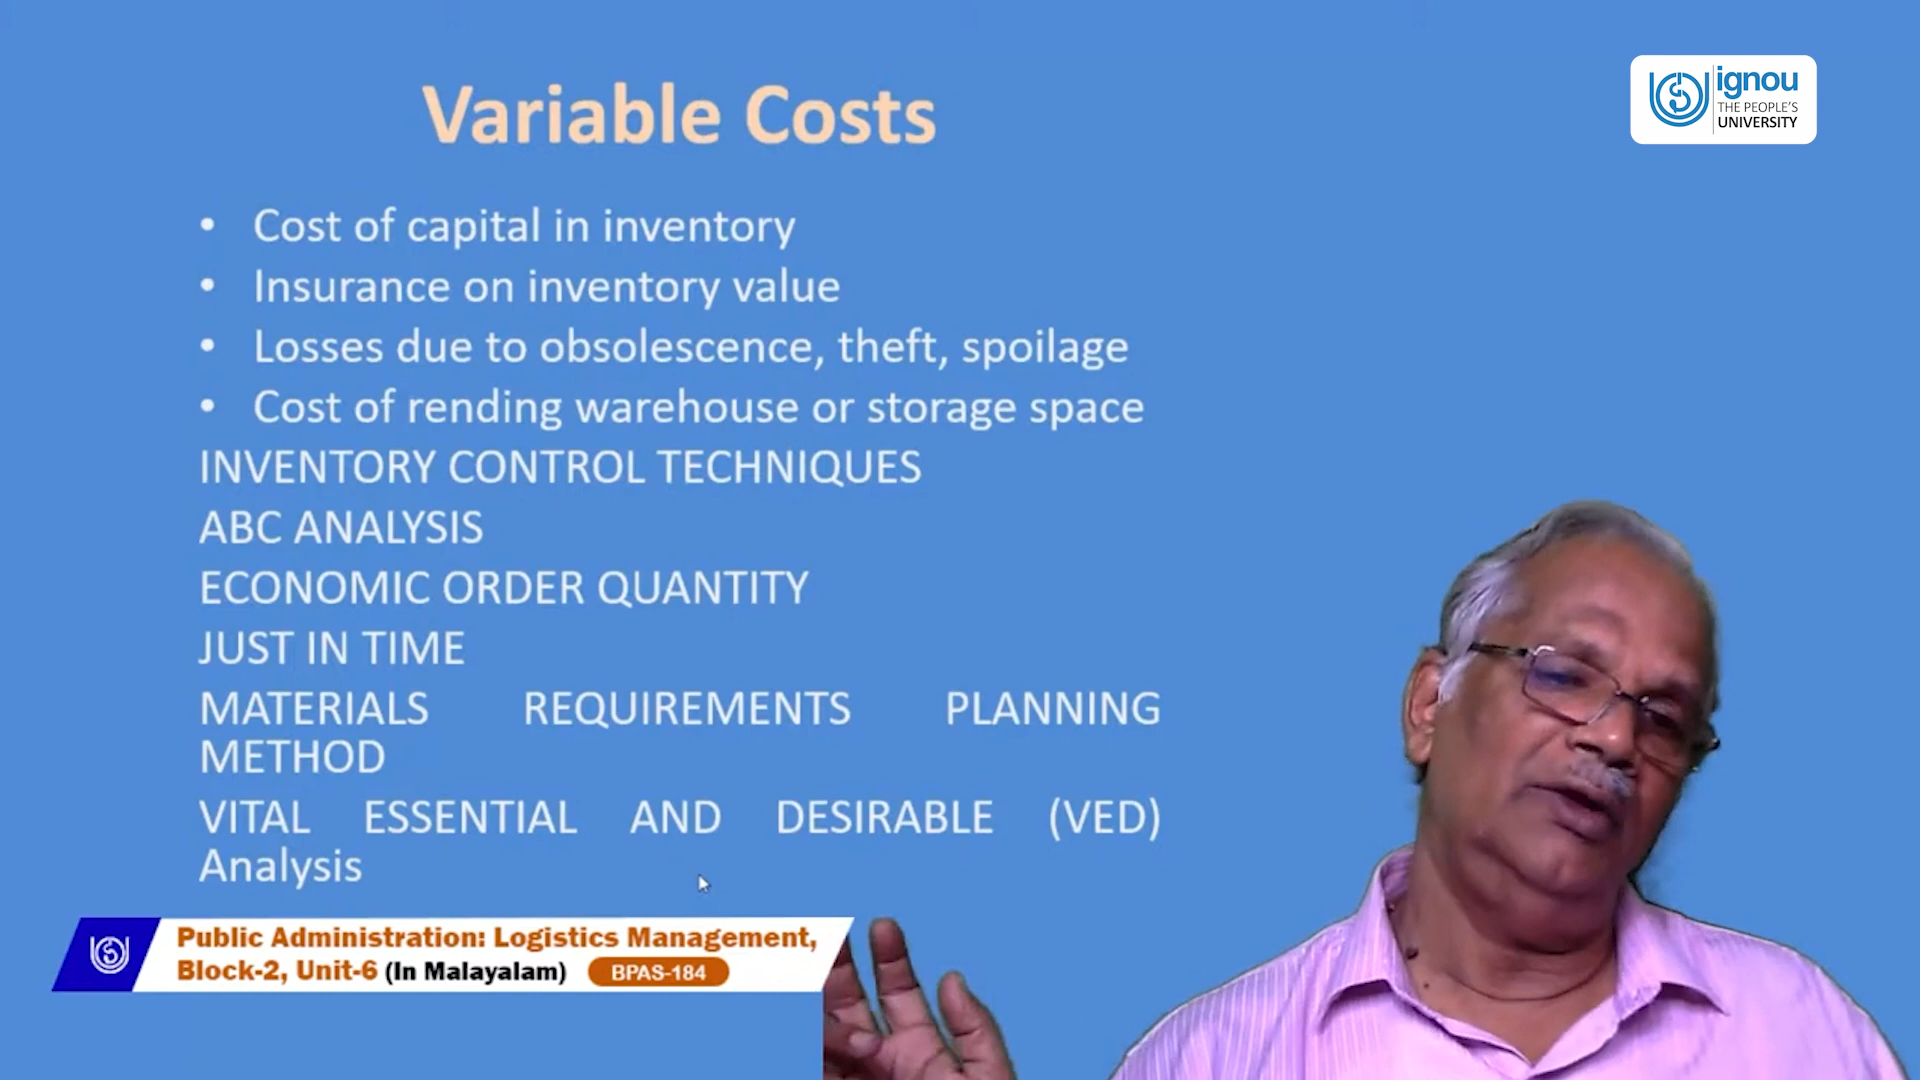 Variable Costs
ignou
THE PEOPLE'S
UNIVERSITY
• Cost of capital in inventory
• Insurance on inventory value
• Losses due to obsolescence, theft, spoilage
• Cost of rending warehouse or storage space
INVENTORY CONTROL TECHNIQUES
ABC ANALYSIS
ECONOMIC ORDER QUANTITY
JUST IN TIME
MATERIALS REQUIREMENTS PLANNING
METHOD
VITAL ESSENTIAL AND DESIRABLE (VED)
Analysis
Public Administration: Logistics Management,
Block-2, Unit-6 (In Malayalam) BPAS-184